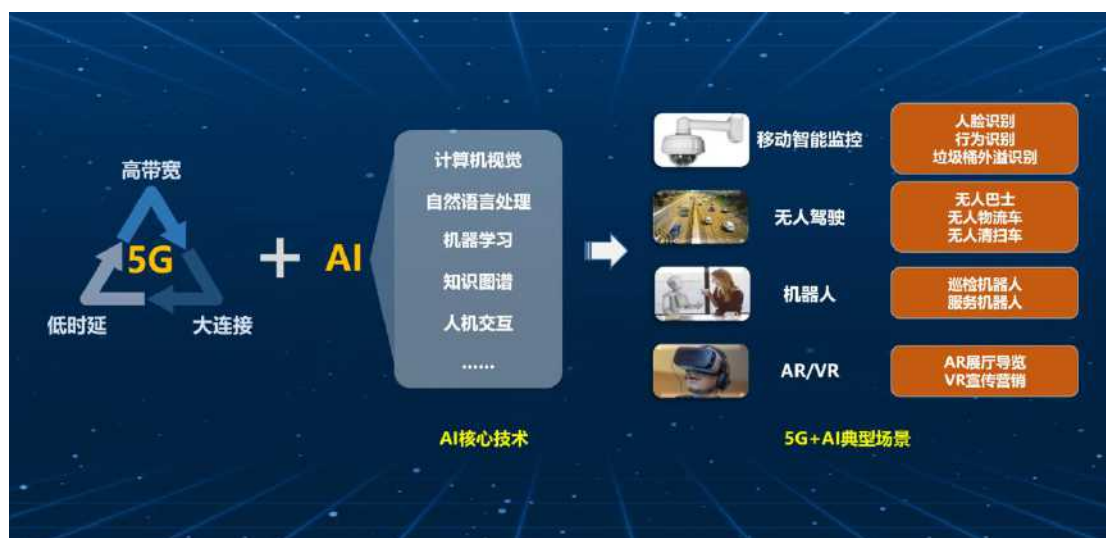 高带宽
5G
低时延
大连接
+
AI
计算机视觉
自然语言处理
机器学习
知识图谱
人机交互
......
AI核心技术
移动智能监控
人脸识别
行为识别
垃圾桶外溢识别
无人驾驶
无人巴士
无人物流车
无人清扫车
机器人
巡检机器人
服务机器人
AR/VR
AR展厅导览
VR宣传营销
5G+AI典型场景